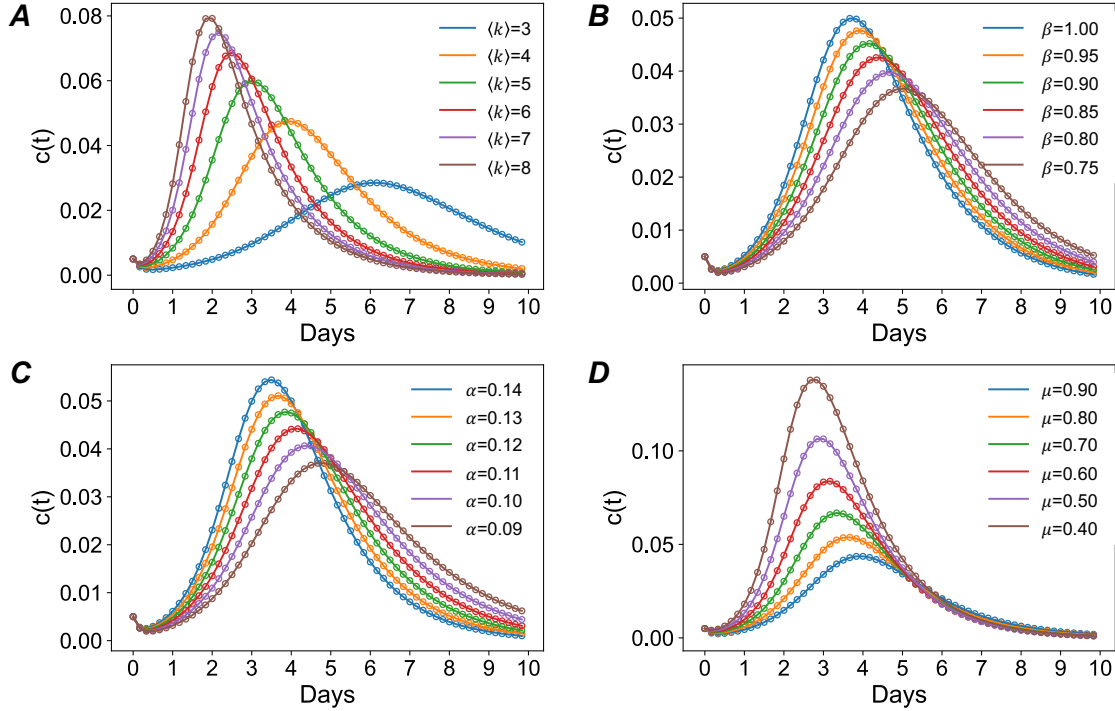 A
c(t)
0.08
0.06
0.04
0.02
0.00
0 1 2 3 4 5 6 7 8 9 10
Days
⟨k⟩=3
⟨k⟩=4
⟨k⟩=5
⟨k⟩=6
⟨k⟩=7
⟨k⟩=8
B
c(t)
0.05
0.04
0.03
0.02
0.01
0.00
0 1 2 3 4 5 6 7 8 9 10
Days
β=1.00
β=0.95
β=0.90
β=0.85
β=0.80
β=0.75
C
c(t)
0.05
0.04
0.03
0.02
0.01
0.00
0 1 2 3 4 5 6 7 8 9 10
Days
α=0.14
α=0.13
α=0.12
α=0.11
α=0.10
α=0.09
D
c(t)
0.10
0.05
0.00
0 1 2 3 4 5 6 7 8 9 10
Days
μ=0.90
μ=0.80
μ=0.70
μ=0.60
μ=0.50
μ=0.40